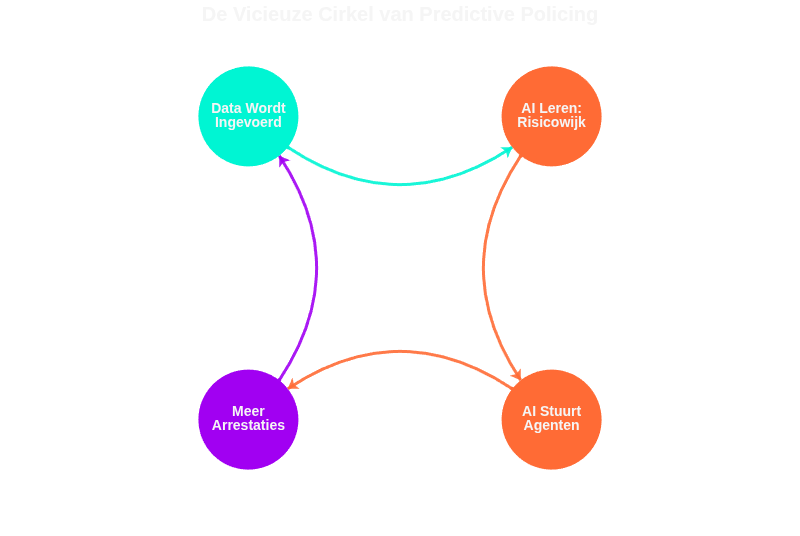 De Vicieuze Cirkel van Predictive Policing
Data Wordt
Ingevoerd
AI Leren:
Risicowijk
Meer
Arrestaties
AI Stuurt
Agenten